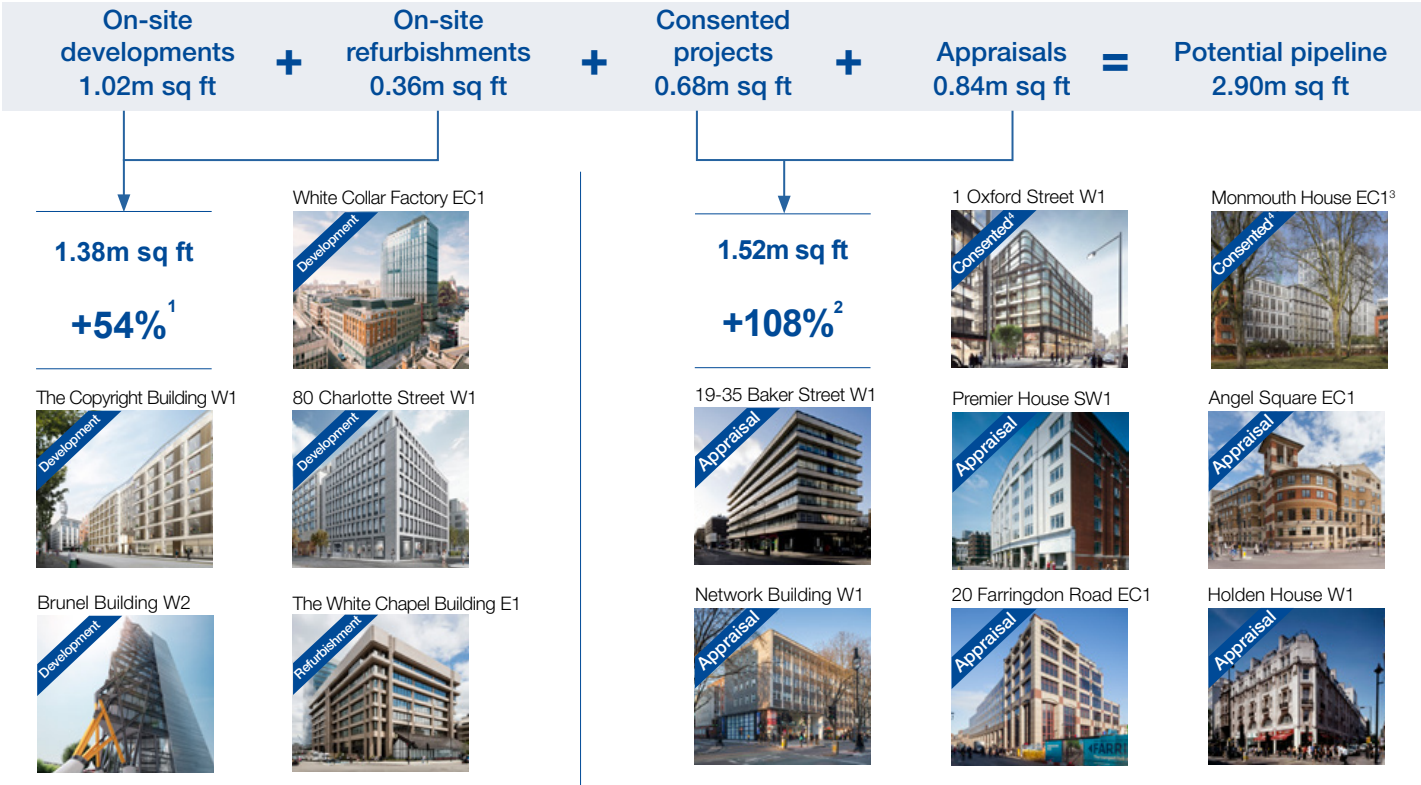 On-site
developments
1.02m sq ft
+
On-site
refurbishments
0.36m sq ft
+
Consented
projects
0.68m sq ft
+
Appraisals
0.84m sq ft
=
Potential pipeline
2.90m sq ft
1.38m sq ft
+54%¹
White Collar Factory EC1
Development
The Copyright Building W1
Development
80 Charlotte Street W1
Development
Brunel Building W2
Development
The White Chapel Building E1
Refurbishment
1.52m sq ft
+108%²
1 Oxford Street W1
Consented⁴
Monmouth House EC1³
Consented⁴
19-35 Baker Street W1
Appraisal
Premier House SW1
Appraisal
Angel Square EC1
Appraisal
Network Building W1
Appraisal
20 Farringdon Road EC1
Appraisal
FARR
Holden House W1
Appraisal